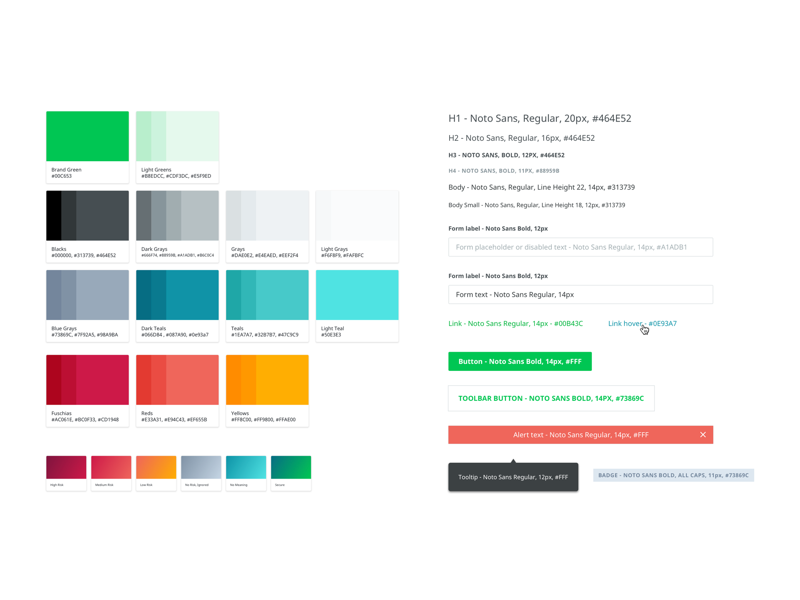 Brand Green
#00C653
Light Greens
#B8EDCC, #CDF3DC, #E5F9ED
Blacks
#000000, #313739, #464E52
Dark Grays
#666F74, #88959B, #A1ADB1, #B6C0C4
Grays
#DAE0E2, #E4EAED, #EEF2F4
Light Grays
#F6F8F9, #FAFBFC
Blue Grays
#73869C, #7F92A5, #98A9BA
Dark Teals
#066D84 , #087A90, #0e93a7
Teals
#1EA7A7, #32B7B7, #47C9C9
Light Teal
#50E3E3
Fuschias
#AC061E, #BC0F33, #CD1948
Reds
#E33A31, #E94C43, #EF655B
Yellows
#FF8C00, #FF9800, #FFAE00
High Risk
Medium Risk
Low Risk
No Risk/Ignored
No Meaning
Secure
H1 - Noto Sans, Regular, 20px, #464E52
H2 - Noto Sans, Regular, 16px, #464E52
H3 - NOTO SANS, BOLD, 12PX, #464E52
H4 - NOTO SANS, BOLD, 11PX, #88959B
Body - Noto Sans, Regular, Line Height 22, 14px, #313739
Body Small - Noto Sans, Regular, Line Height 18, 12px, #313739
Form label - Noto Sans Bold, 12px
Form placeholder or disabled text - Noto Sans, Regular, 14px, #A1ADB1
Form label - Noto Sans Bold, 12px
Form text - Noto Sans, Regular, 14px
Link - Noto Sans Regular, 14px - #00B43C
Link hover - #0E93A7
Button - Noto Sans Bold, 14px, #FFF
TOOLBAR BUTTON - NOTO SANS BOLD, 14PX, #73869C
Alert text - Noto Sans Regular, 14px, #FFF
Tooltip - Noto Sans Regular, 12px, #FFF
BADGE - NOTO SANS BOLD, ALL CAPS, 11px, #73869C